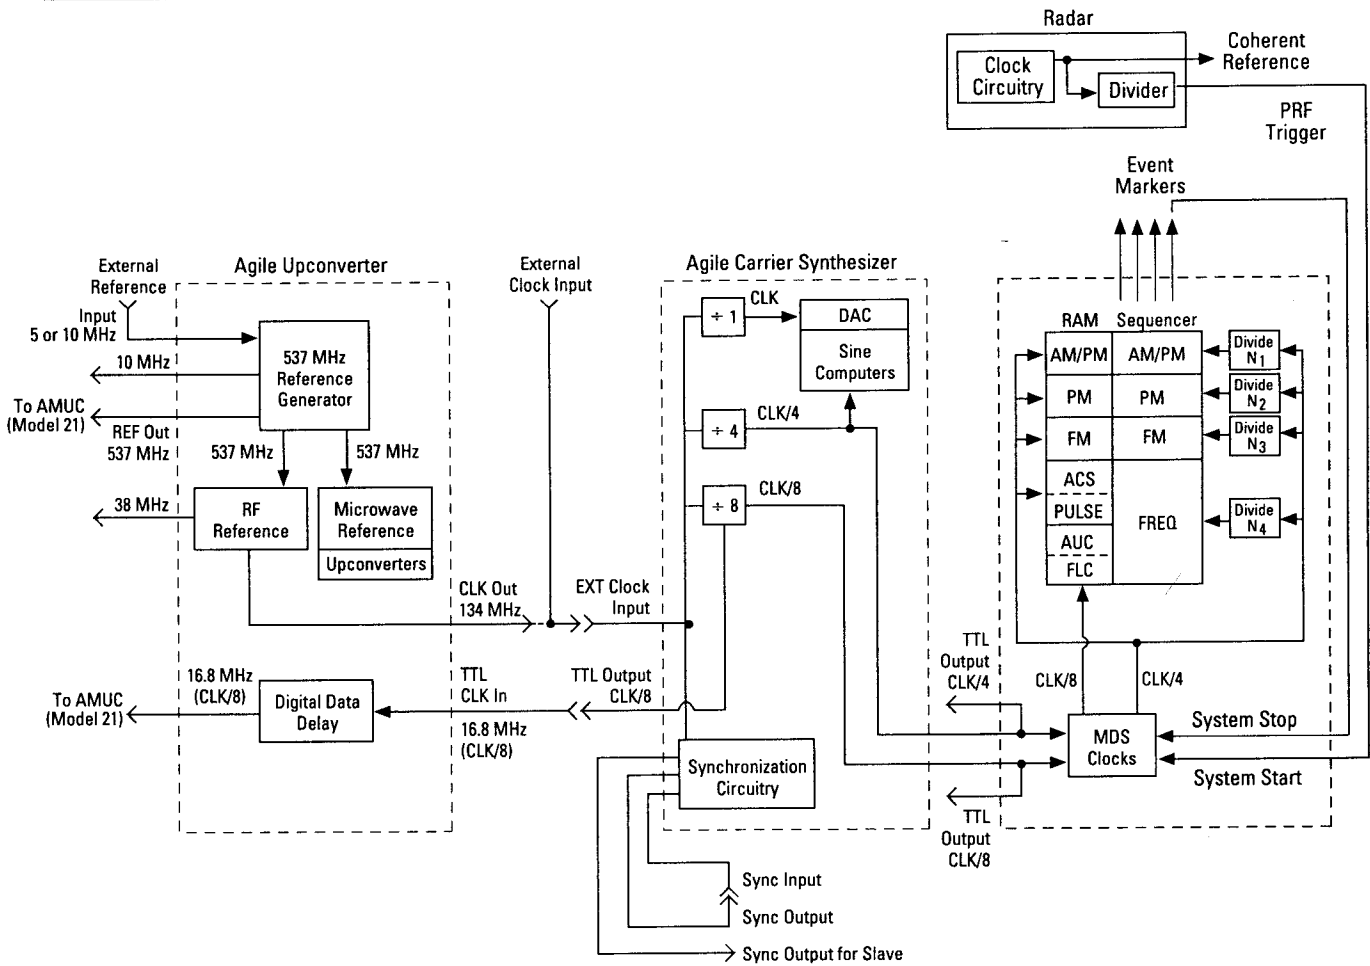 Radar
Clock
Circuitry
Divider
Coherent
Reference
PRF
Trigger
Event
Markers
External
Reference
Input
5 or 10 MHz
10 MHz
To AMUC
(Model 21)
REF Out
537 MHz
38 MHz
Agile Upconverter
537 MHz
Reference
Generator
537 MHz
537 MHz
RF
Reference
Microwave
Reference
Upconverters
CLK Out
134 MHz
16.8 MHz
(CLK/8)
To AMUC
(Model 21)
Digital Data
Delay
TTL
CLK In
16.8 MHz
(CLK/8)
External
Clock Input
EXT Clock
Input
TTL Output
CLK/8
Agile Carrier Synthesizer
÷ 1
CLK
DAC
Sine
Computers
÷ 4
CLK/4
÷ 8
CLK/8
Synchronization
Circuitry
Sync Input
Sync Output
Sync Output for Slave
RAM
Sequencer
AM/PM
AM/PM
Divide
N1
PM
PM
Divide
N2
FM
FM
Divide
N3
ACS
PULSE
AUC
FLC
FREQ
Divide
N4
TTL
Output
CLK/4
CLK/8
CLK/4
MDS
Clocks
System Stop
System Start
TTL
Output
CLK/8